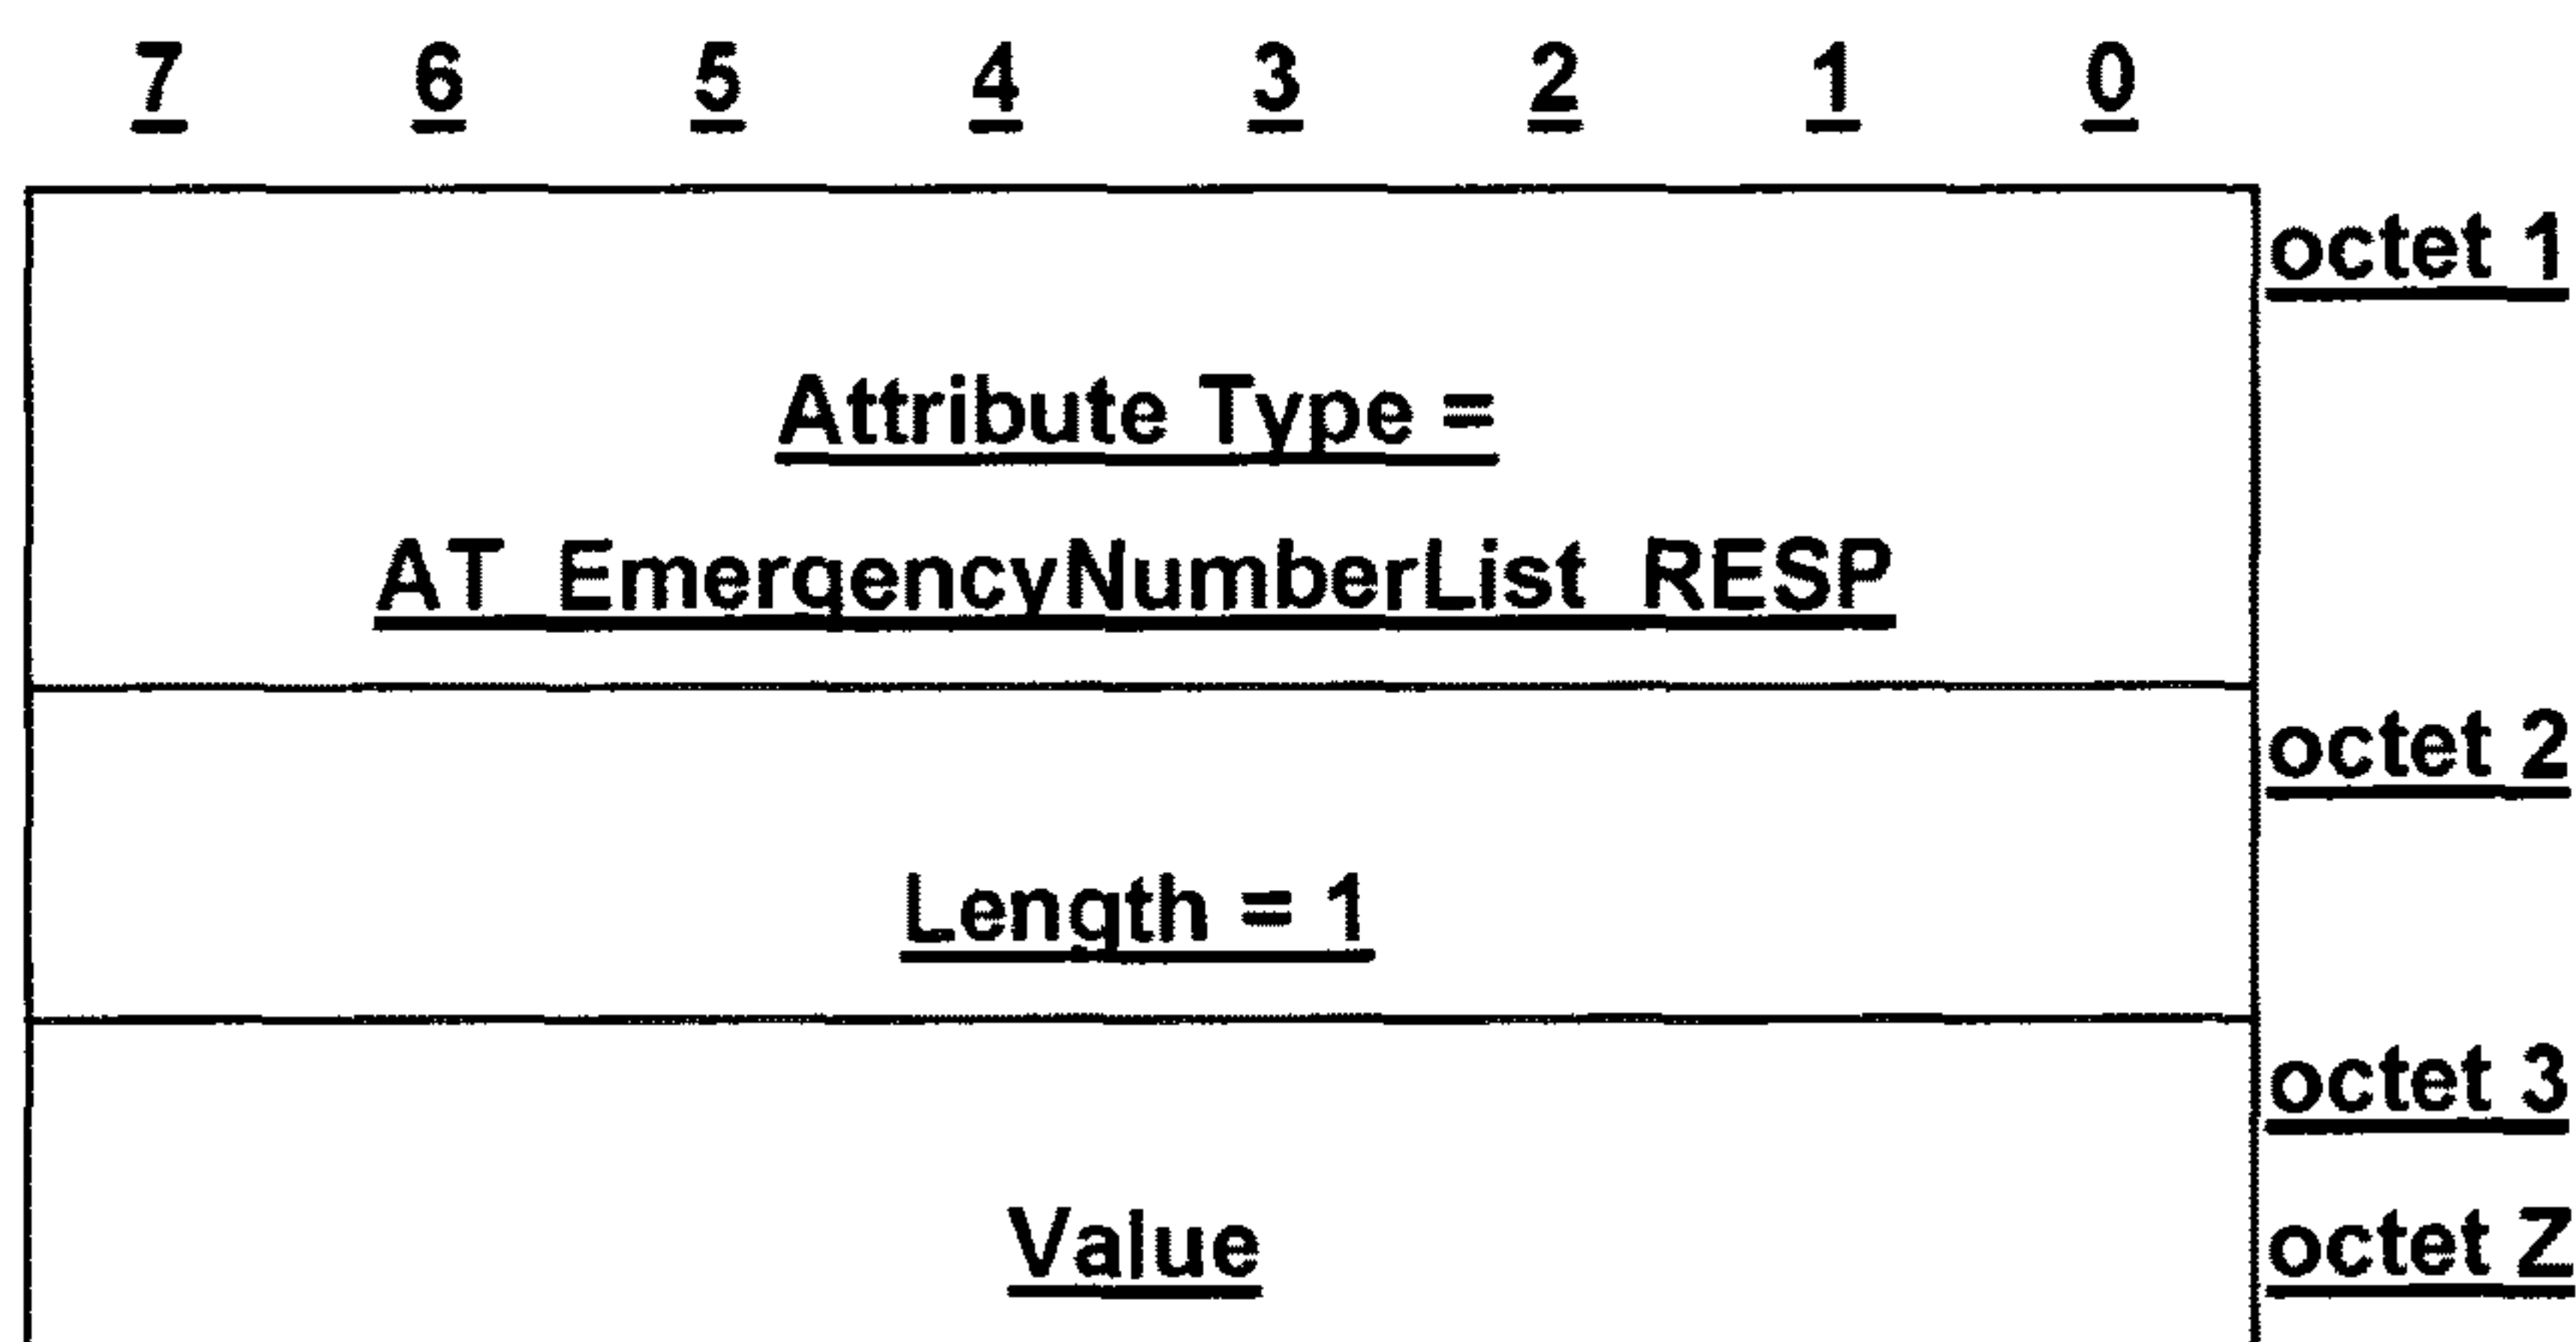 7 6 5 4 3 2 1 0
octet 1
Attribute Type =
AT_EmergencyNumberList_RESP
octet 2
Length = 1
octet 3
Value octet Z